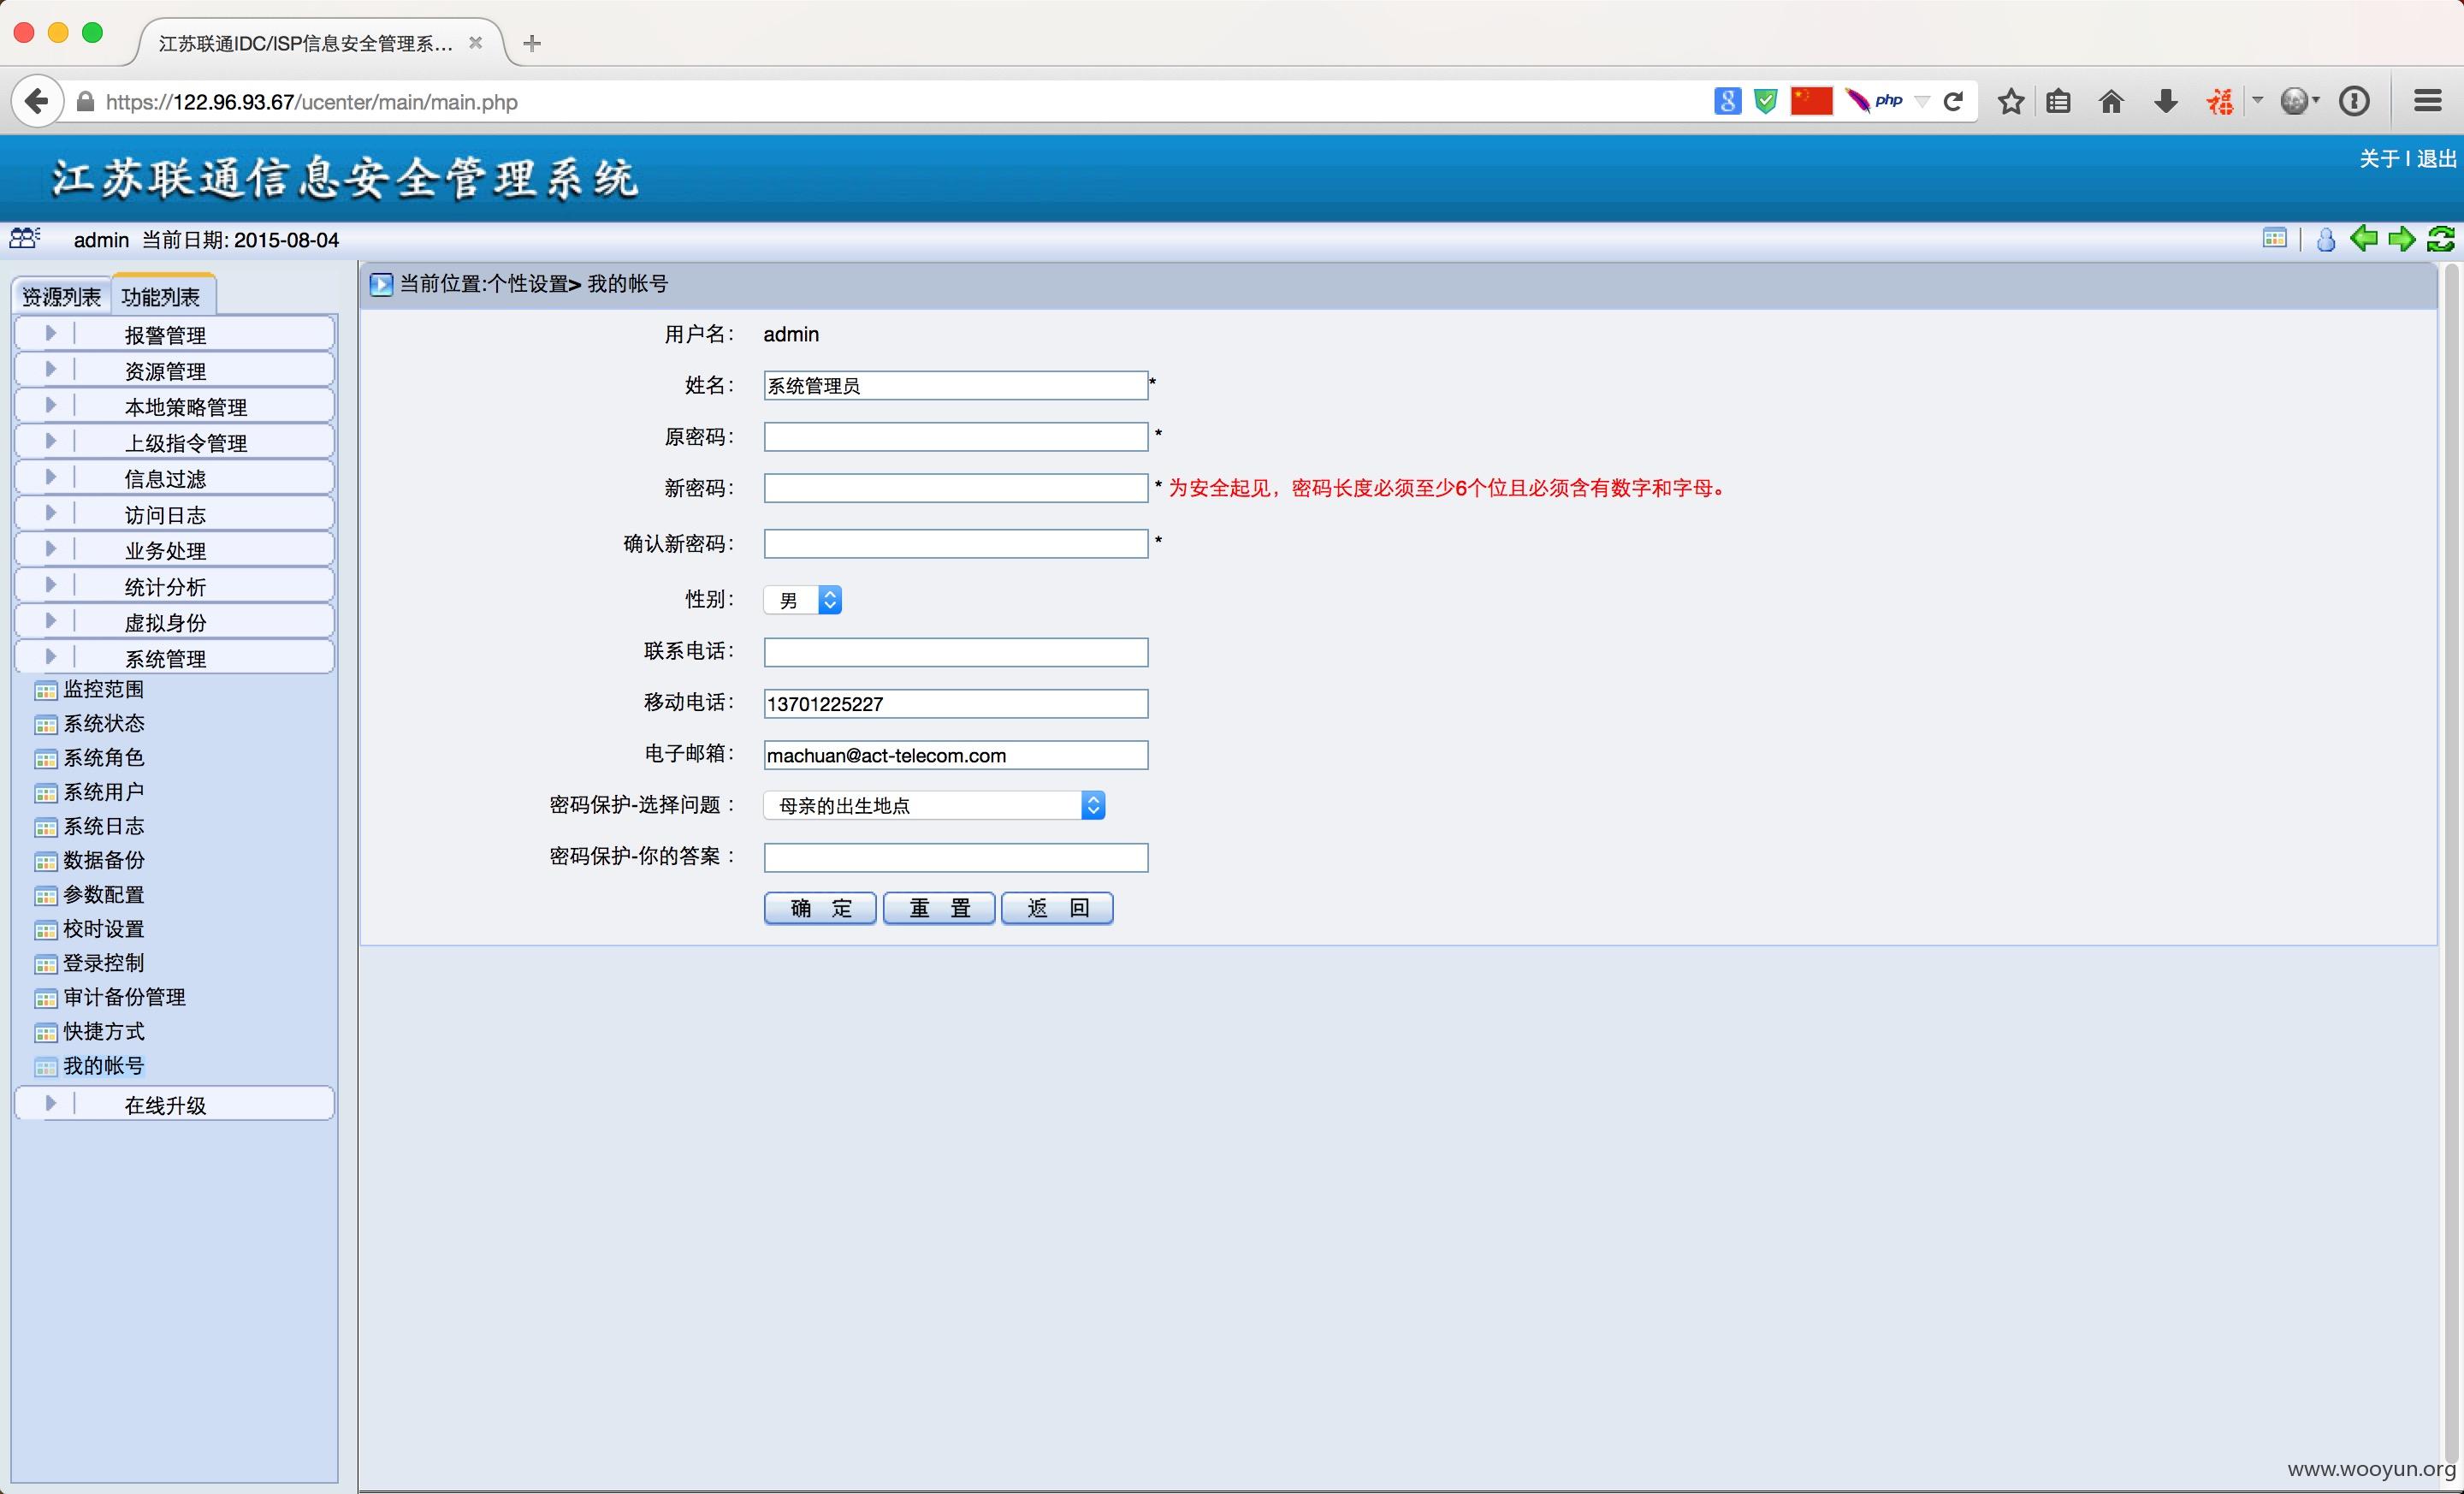 江苏联通IDC/ISP信息安全管理系...
https://122.96.93.67/ucenter/main/main.php
php
福
江苏联通信息安全管理系统
关于 | 退出
admin 当前日期: 2015-08-04
资源列表 功能列表
报警管理
资源管理
本地策略管理
上级指令管理
信息过滤
访问日志
业务处理
统计分析
虚拟身份
系统管理
监控范围
系统状态
系统角色
系统用户
系统日志
数据备份
参数配置
校时设置
登录控制
审计备份管理
快捷方式
我的帐号
在线升级
当前位置:个性设置> 我的帐号
用户名: admin
姓名: 系统管理员 *
原密码: *
新密码: * 为安全起见，密码长度必须至少6个位且必须含有数字和字母。
确认新密码: *
性别: 男
联系电话:
移动电话: 13701225227
电子邮箱: machuan@act-telecom.com
密码保护-选择问题 : 母亲的出生地点
密码保护-你的答案 :
确 定 重 置 返 回
www.wooyun.org